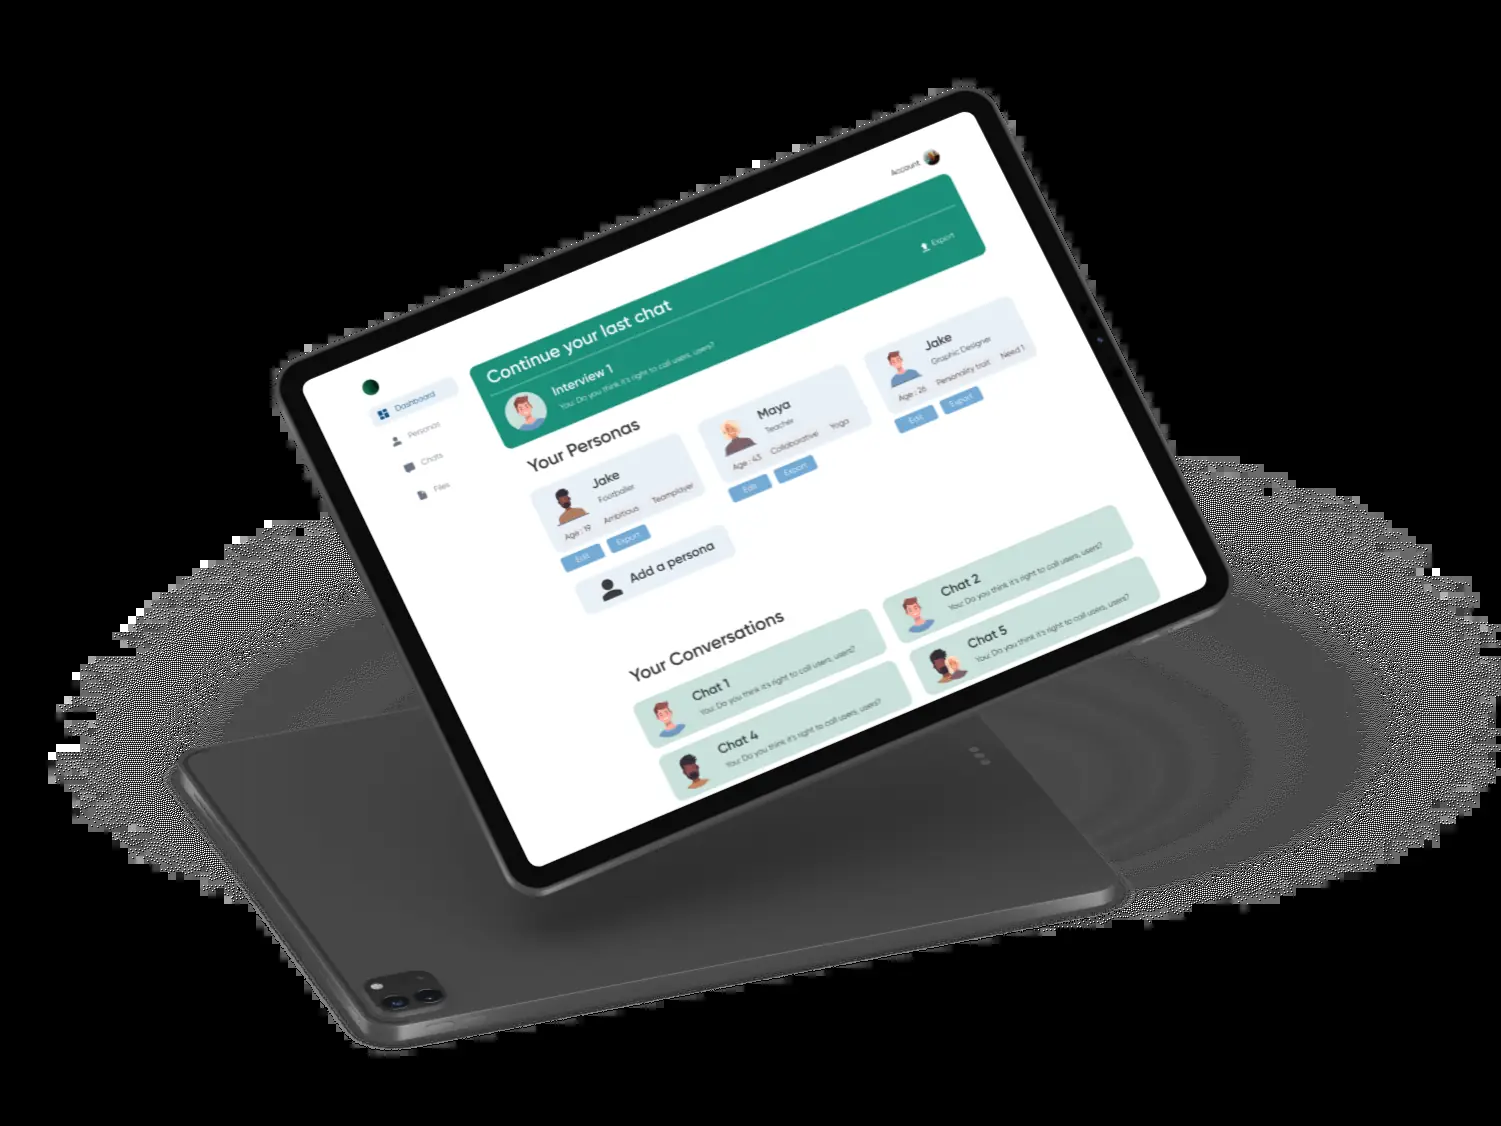 Account
Continue your last chat
Interview 1
You: Do you think it's right to call users, users?
Export
Dashboard
Personas
Chats
Files
Your Personas
Jake
Footballer
Age : 19 Ambitious Teamplayer
Edit Export
Maya
Teacher
Age : 43 Collaborative Yoga
Edit Export
Jake
Graphic Designer
Age : 26 Personality trait Need 1
Edit Export
Add a persona
Your Conversations
Chat 1
You: Do you think it's right to call users, users?
Chat 2
You: Do you think it's right to call users, users?
Chat 4
You: Do you think it's right to call users, users?
Chat 5
You: Do you think it's right to call users, users?